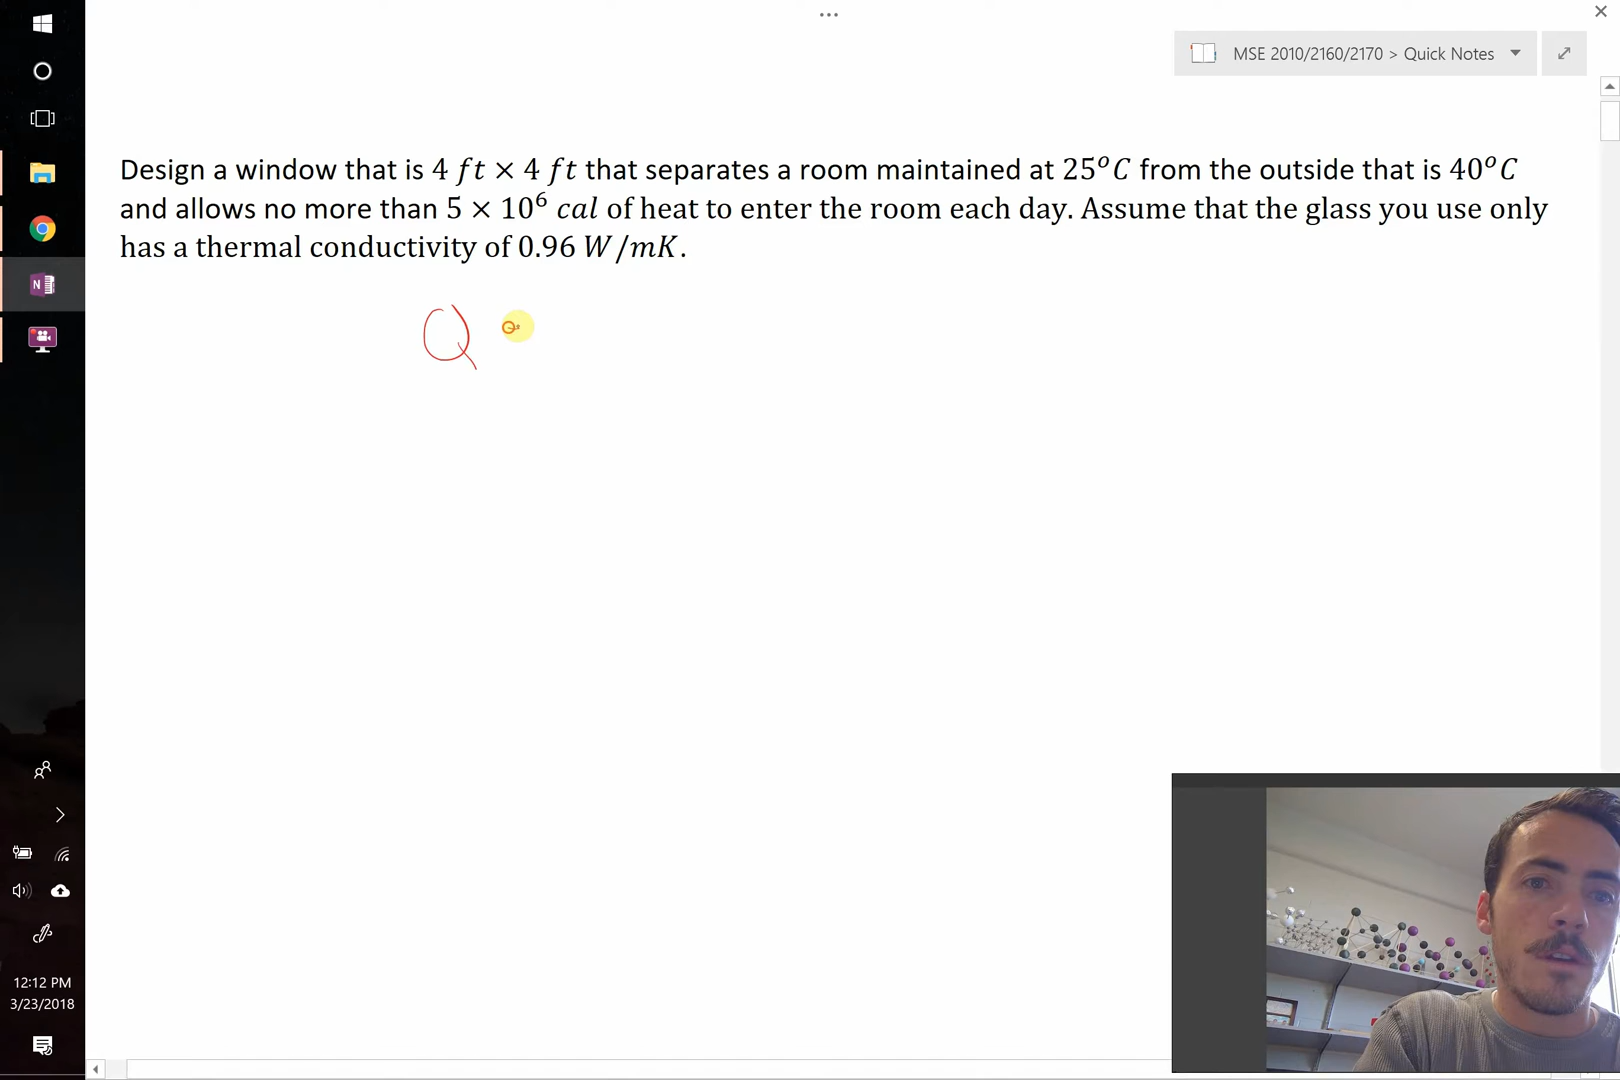 MSE 2010/2160/2170 > Quick Notes
Design a window that is 4 ft × 4 ft that separates a room maintained at 25°C from the outside that is 40°C
and allows no more than 5 × 10⁶ cal of heat to enter the room each day. Assume that the glass you use only
has a thermal conductivity of 0.96 W/mK.
Q
N
12:12 PM
3/23/2018